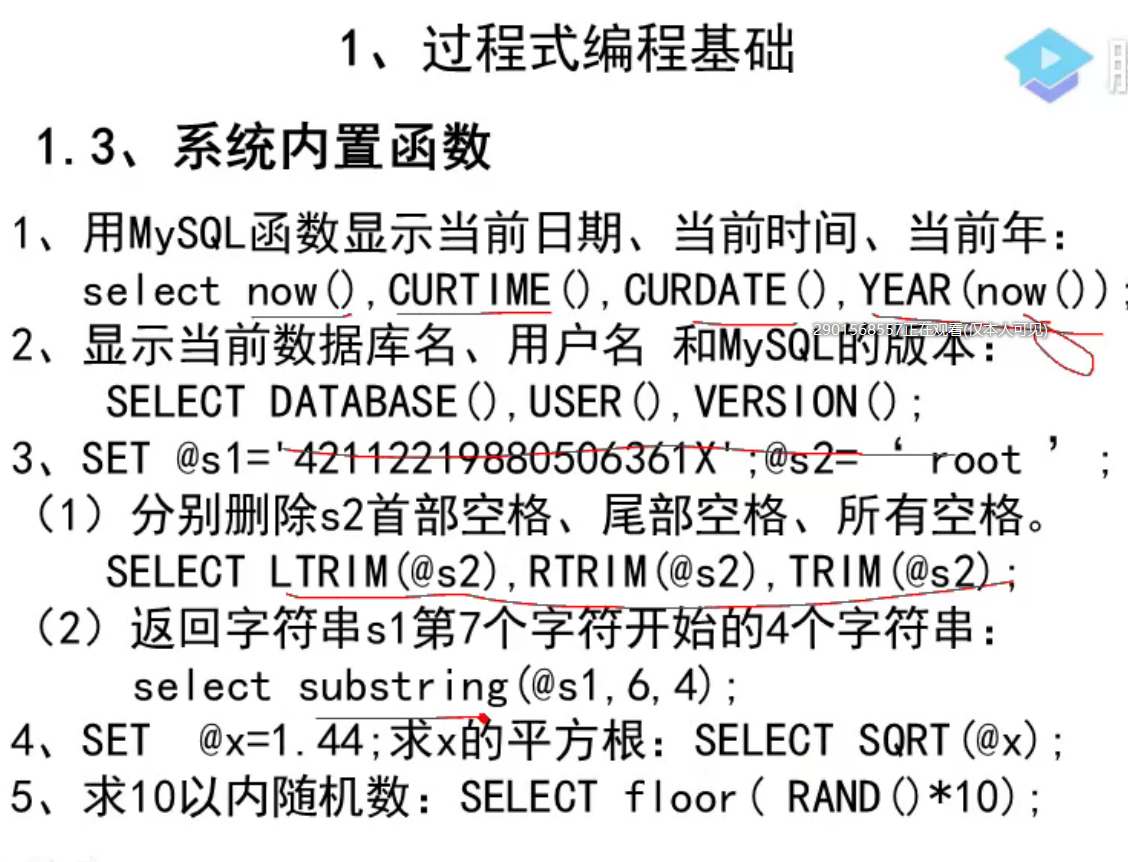 1、过程式编程基础
1.3、系统内置函数
1、用MySQL函数显示当前日期、当前时间、当前年：
select now(),CURTIME(),CURDATE(),YEAR(now());
2901568557正在观看(仅本人可见)
2、显示当前数据库名、用户名 和MySQL的版本：
SELECT DATABASE(),USER(),VERSION();
3、SET @s1='42112219880506361X';@s2= ‘ root ’ ;
（1）分别删除s2首部空格、尾部空格、所有空格。
SELECT LTRIM(@s2),RTRIM(@s2),TRIM(@s2);
（2）返回字符串s1第7个字符开始的4个字符串：
select substring(@s1,6,4);
4、SET @x=1.44;求x的平方根：SELECT SQRT(@x);
5、求10以内随机数：SELECT floor( RAND()*10);